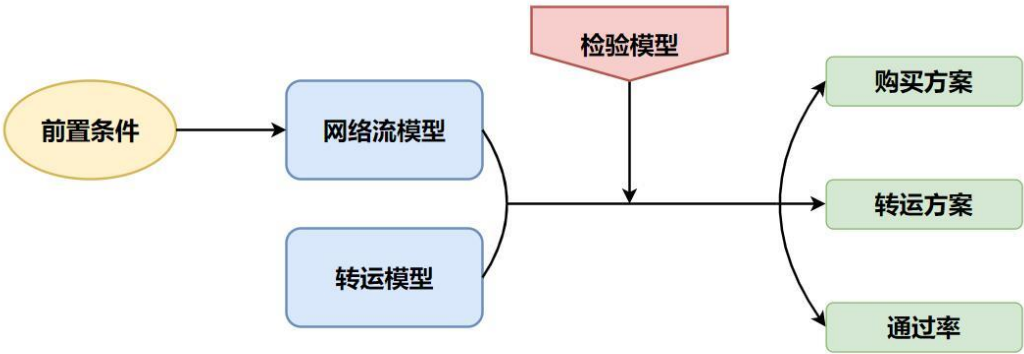 检验模型
购买方案
前置条件
网络流模型
转运方案
转运模型
通过率